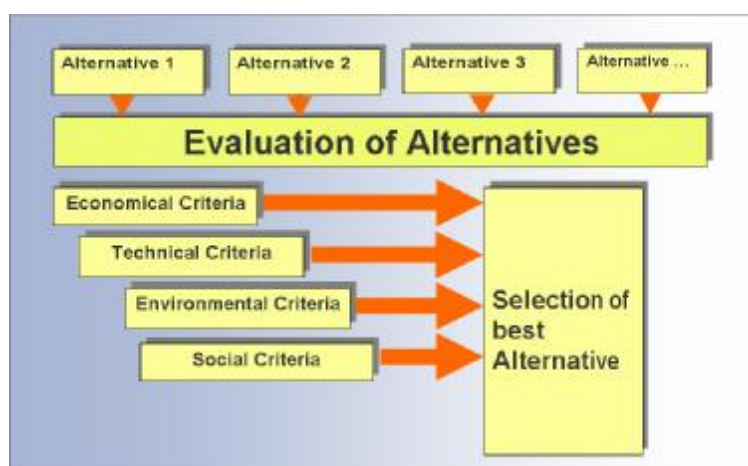 Alternative 1
Alternative 2
Alternative 3
Alternative ...
Evaluation of Alternatives
Economical Criteria
Technical Criteria
Environmental Criteria
Social Criteria
Selection of
best
Alternative